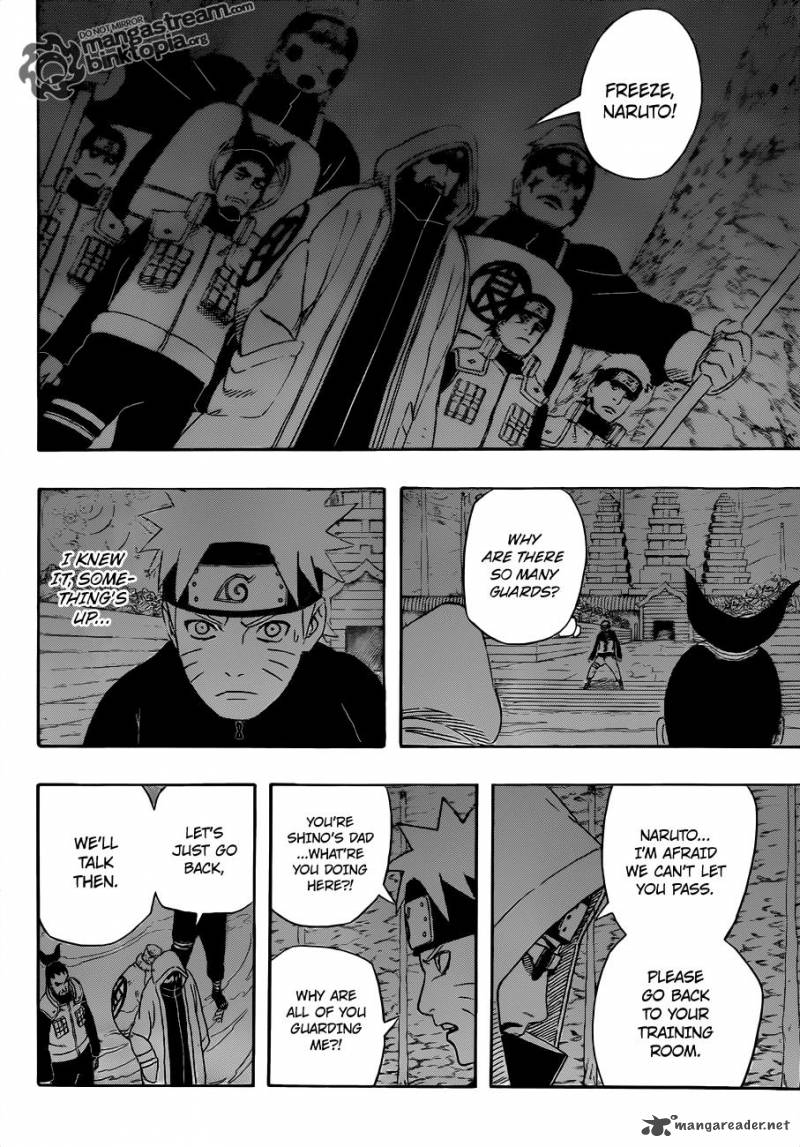 DO NOT MIRROR
mangastream.com
binktopia.org
FREEZE,
NARUTO!
WHY
ARE THERE
SO MANY
GUARDS?
I KNEW
IT, SOME-
THING'S
UP...
NARUTO...
I'M AFRAID
WE CAN'T LET
YOU PASS.
PLEASE
GO BACK
TO YOUR
TRAINING
ROOM.
YOU'RE
SHINO'S DAD
...WHAT'RE
YOU DOING
HERE?!
WHY ARE
ALL OF YOU
GUARDING
ME?!
LET'S
JUST GO
BACK,
WE'LL
TALK
THEN.
mangareader.net